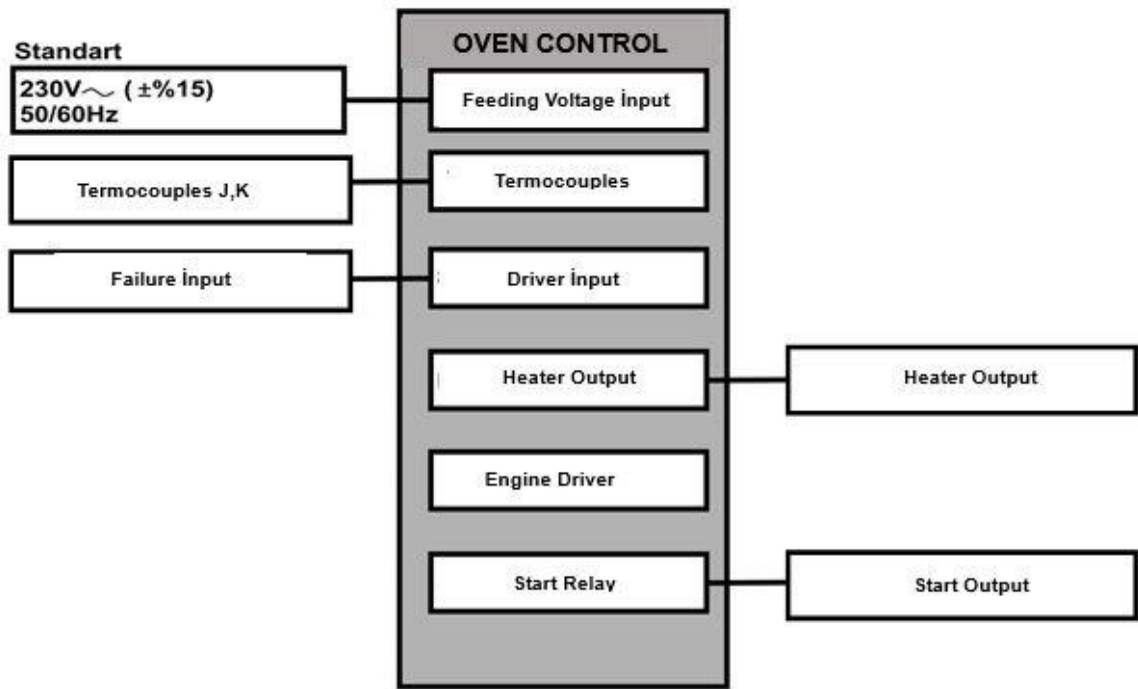 OVEN CONTROL
Standart
230V～ (±%15)
50/60Hz
Feeding Voltage İnput
Termocouples J,K
Termocouples
Failure İnput
Driver İnput
Heater Output
Heater Output
Engine Driver
Start Relay
Start Output